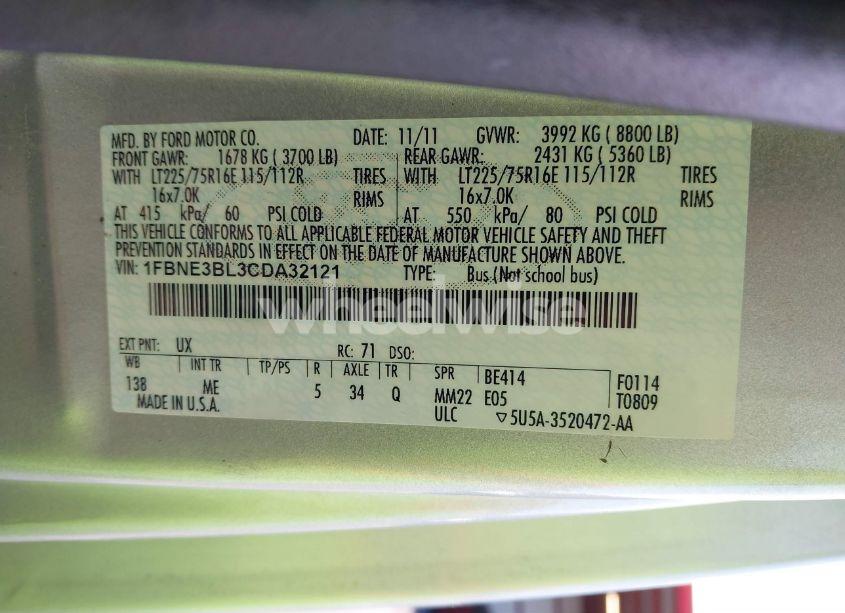 MFD. BY FORD MOTOR CO. DATE: 11/11 GVWR: 3992 KG ( 8800 LB)
FRONT GAWR: 1678 KG ( 3700 LB) REAR GAWR: 2431 KG ( 5360 LB)
WITH LT225/75R16E 115/112R TIRES WITH LT225/75R16E 115/112R TIRES
16x7.0K RIMS 16x7.0K RIMS
AT 415 kPa/ 60 PSI COLD AT 550 kPa/ 80 PSI COLD
THIS VEHICLE CONFORMS TO ALL APPLICABLE FEDERAL MOTOR VEHICLE SAFETY AND THEFT
PREVENTION STANDARDS IN EFFECT ON THE DATE OF MANUFACTURE SHOWN ABOVE.
VIN: 1FBNE3BL3CDA32121 TYPE: Bus (Not school bus)
wheelwise
EXT PNT: UX RC: 71 DSO:
WB INT TR TP/PS R AXLE TR SPR BE414 F0114
138 ME 5 34 Q MM22 E05 T0809
MADE IN U.S.A. ULC ▽5U5A-3520472-AA